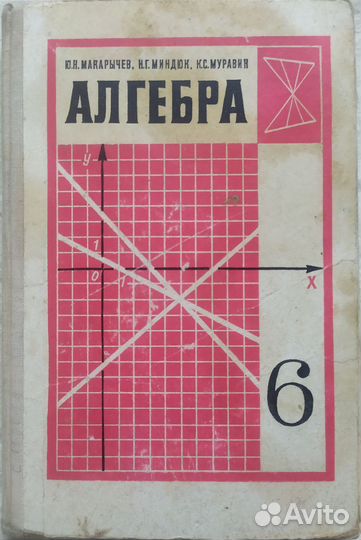 Ю.Н. МАКАРЫЧЕВ, Н.Г. МИНДЮК, К.С. МУРАВИН
АЛГЕБРА
y
1
0 1
x
6
Avito